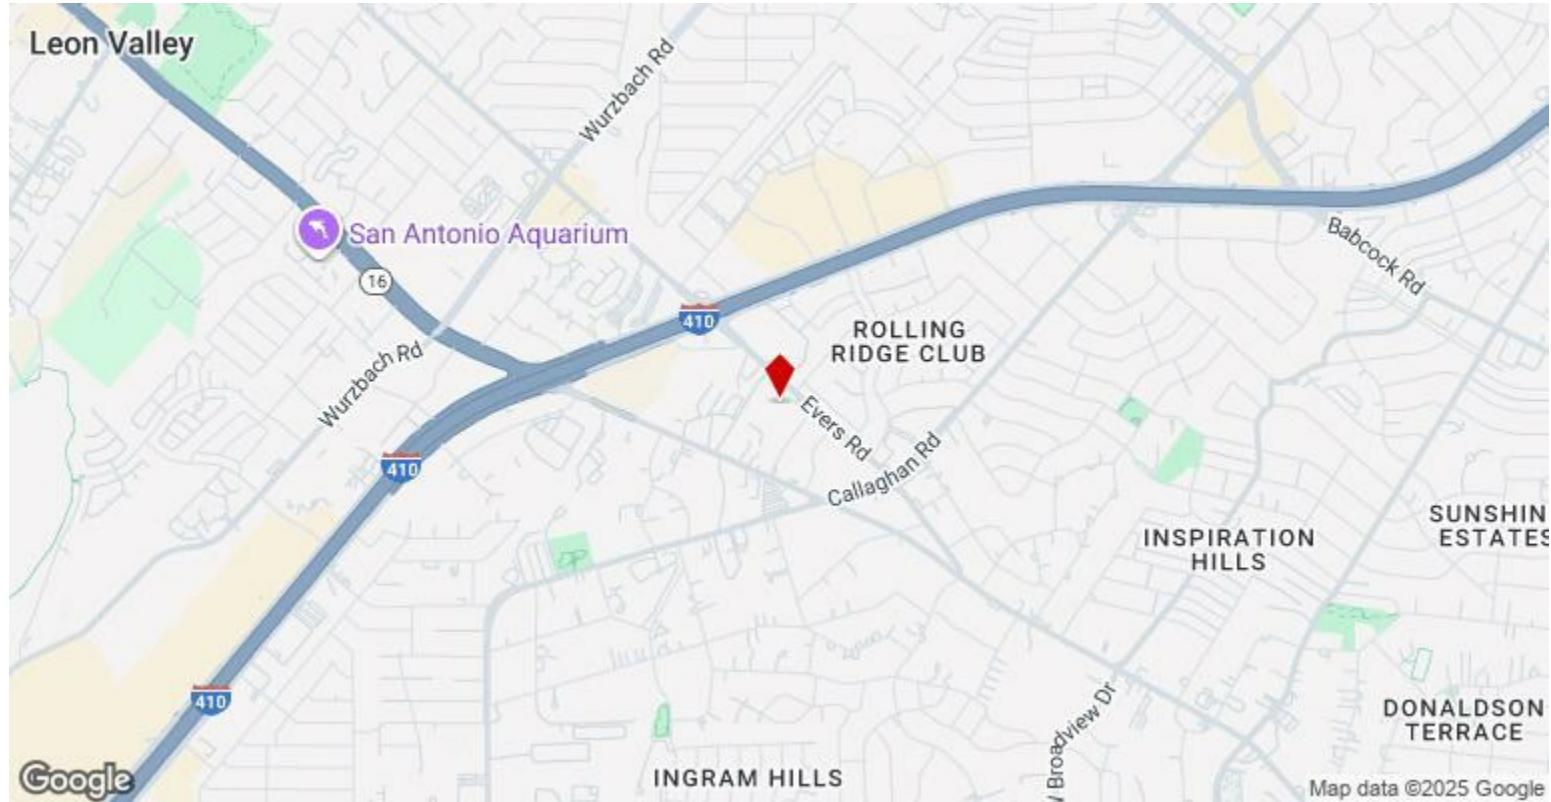 Leon Valley
Wurzbach Rd
San Antonio Aquarium
16
410
Babcock Rd
ROLLING
RIDGE CLUB
Wurzbach Rd
Evers Rd
Callaghan Rd
410
INSPIRATION
HILLS
SUNSHIN
ESTATES
410
W Broadview Dr
DONALDSON
TERRACE
INGRAM HILLS
Google
Map data ©2025 Google